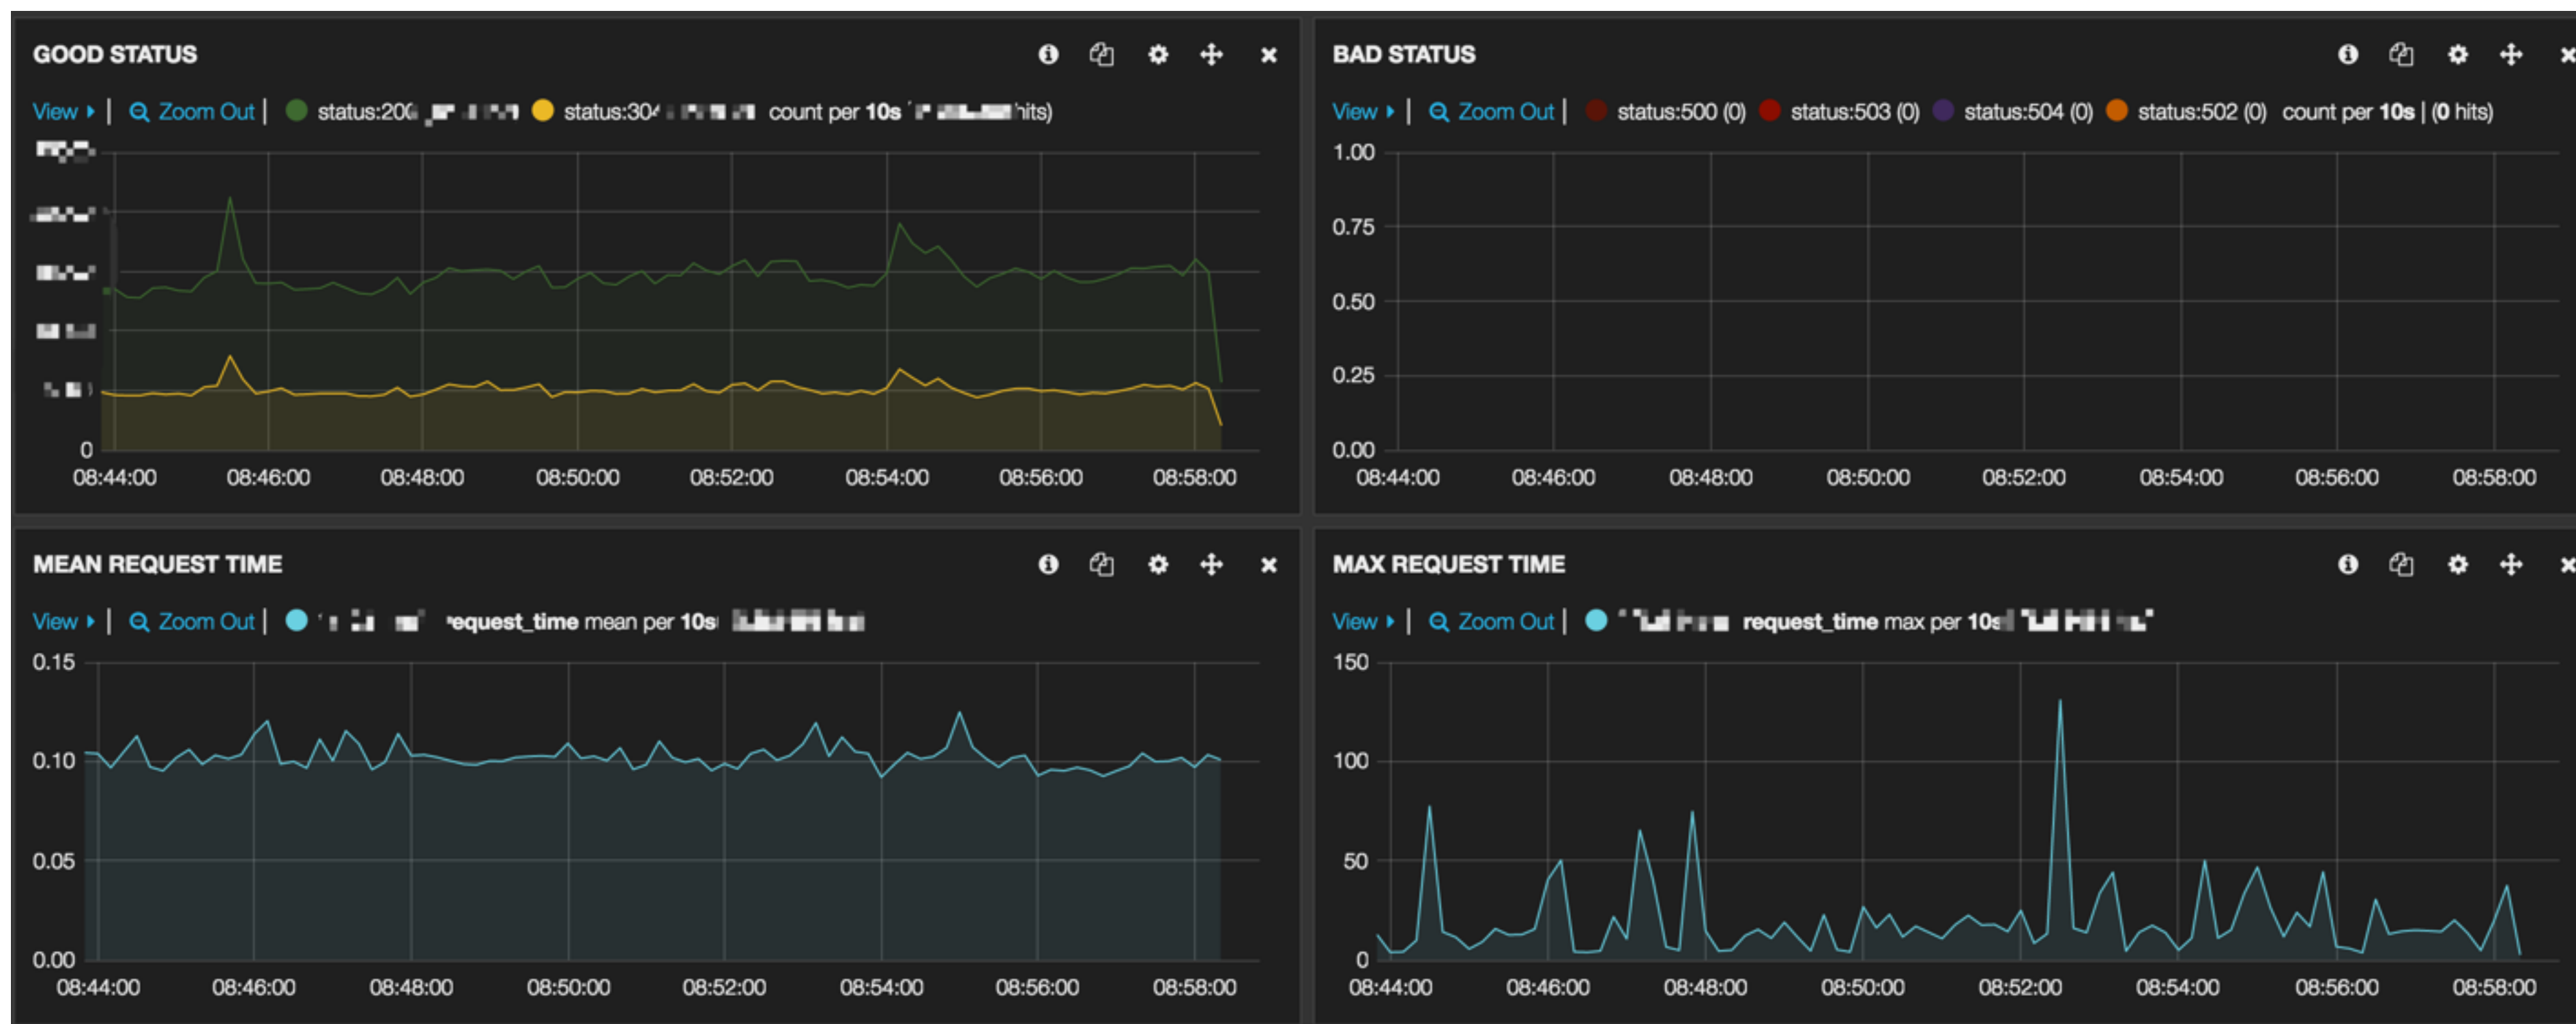 GOOD STATUS
View | Zoom Out | status:200 status:304 count per 10s hits)
0
08:44:00 08:46:00 08:48:00 08:50:00 08:52:00 08:54:00 08:56:00 08:58:00
BAD STATUS
View | Zoom Out | status:500 (0) status:503 (0) status:504 (0) status:502 (0) count per 10s | (0 hits)
1.00
0.75
0.50
0.25
0.00
08:44:00 08:46:00 08:48:00 08:50:00 08:52:00 08:54:00 08:56:00 08:58:00
MEAN REQUEST TIME
View | Zoom Out | request_time mean per 10s
0.15
0.10
0.05
0.00
08:44:00 08:46:00 08:48:00 08:50:00 08:52:00 08:54:00 08:56:00 08:58:00
MAX REQUEST TIME
View | Zoom Out | request_time max per 10s
150
100
50
0
08:44:00 08:46:00 08:48:00 08:50:00 08:52:00 08:54:00 08:56:00 08:58:00